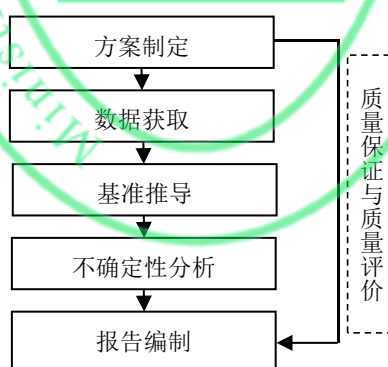 方案制定
数据获取
基准推导
不确定性分析
报告编制
质量保证与质量评价
Minis